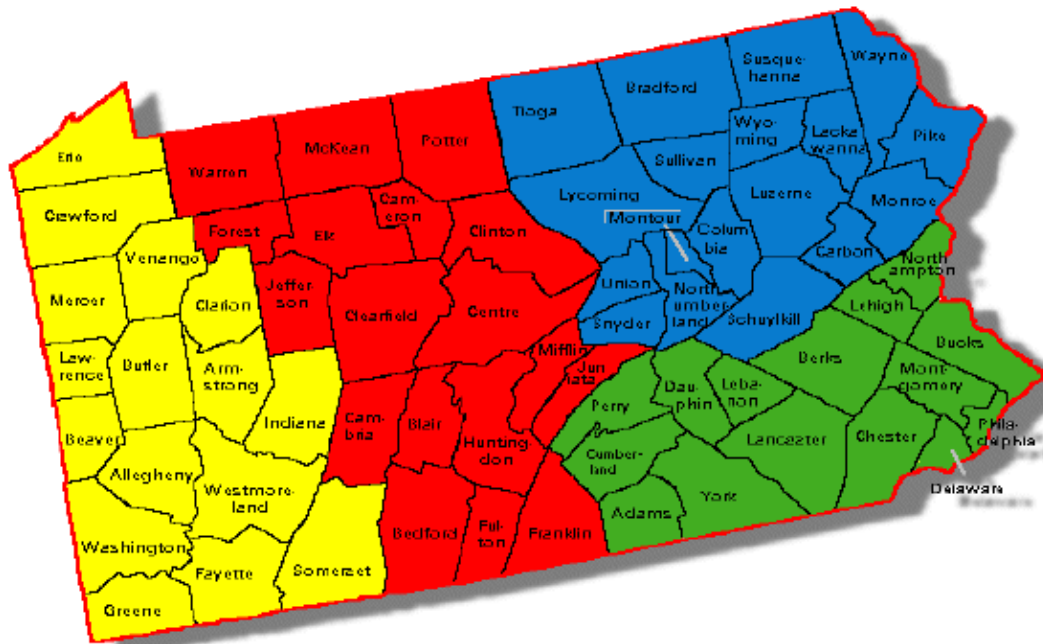 Erie
Crawford
Mercer
Law-
rence
Beaver
Butler
Venango
Clarion
Arm-
strong
Indiana
Allegheny
Westmore-
land
Washington
Greene
Fayette
Somerset
Warren
McKean
Potter
Forest
Elk
Cam-
eron
Clinton
Jeffer-
son
Clearfield
Centre
Cam-
bria
Blair
Hunting-
don
Mifflin
Jun
iata
Bedford
Ful-
ton
Franklin
Tioga
Bradford
Susque-
hanna
Wayne
Wyo-
ming
Lacka
wanna
Pike
Sullivan
Lycoming
Luzerne
Monroe
Montour
Colum
bia
Carbon
Union
North
umber-
land
Snyder
Schuylkill
North
ampton
Lehigh
Bucks
Berks
Mont-
gomery
Phila-
delphia
Perry
Dau-
phin
Leba-
non
Cumber-
land
Lancaster
Chester
Delaware
Adams
York